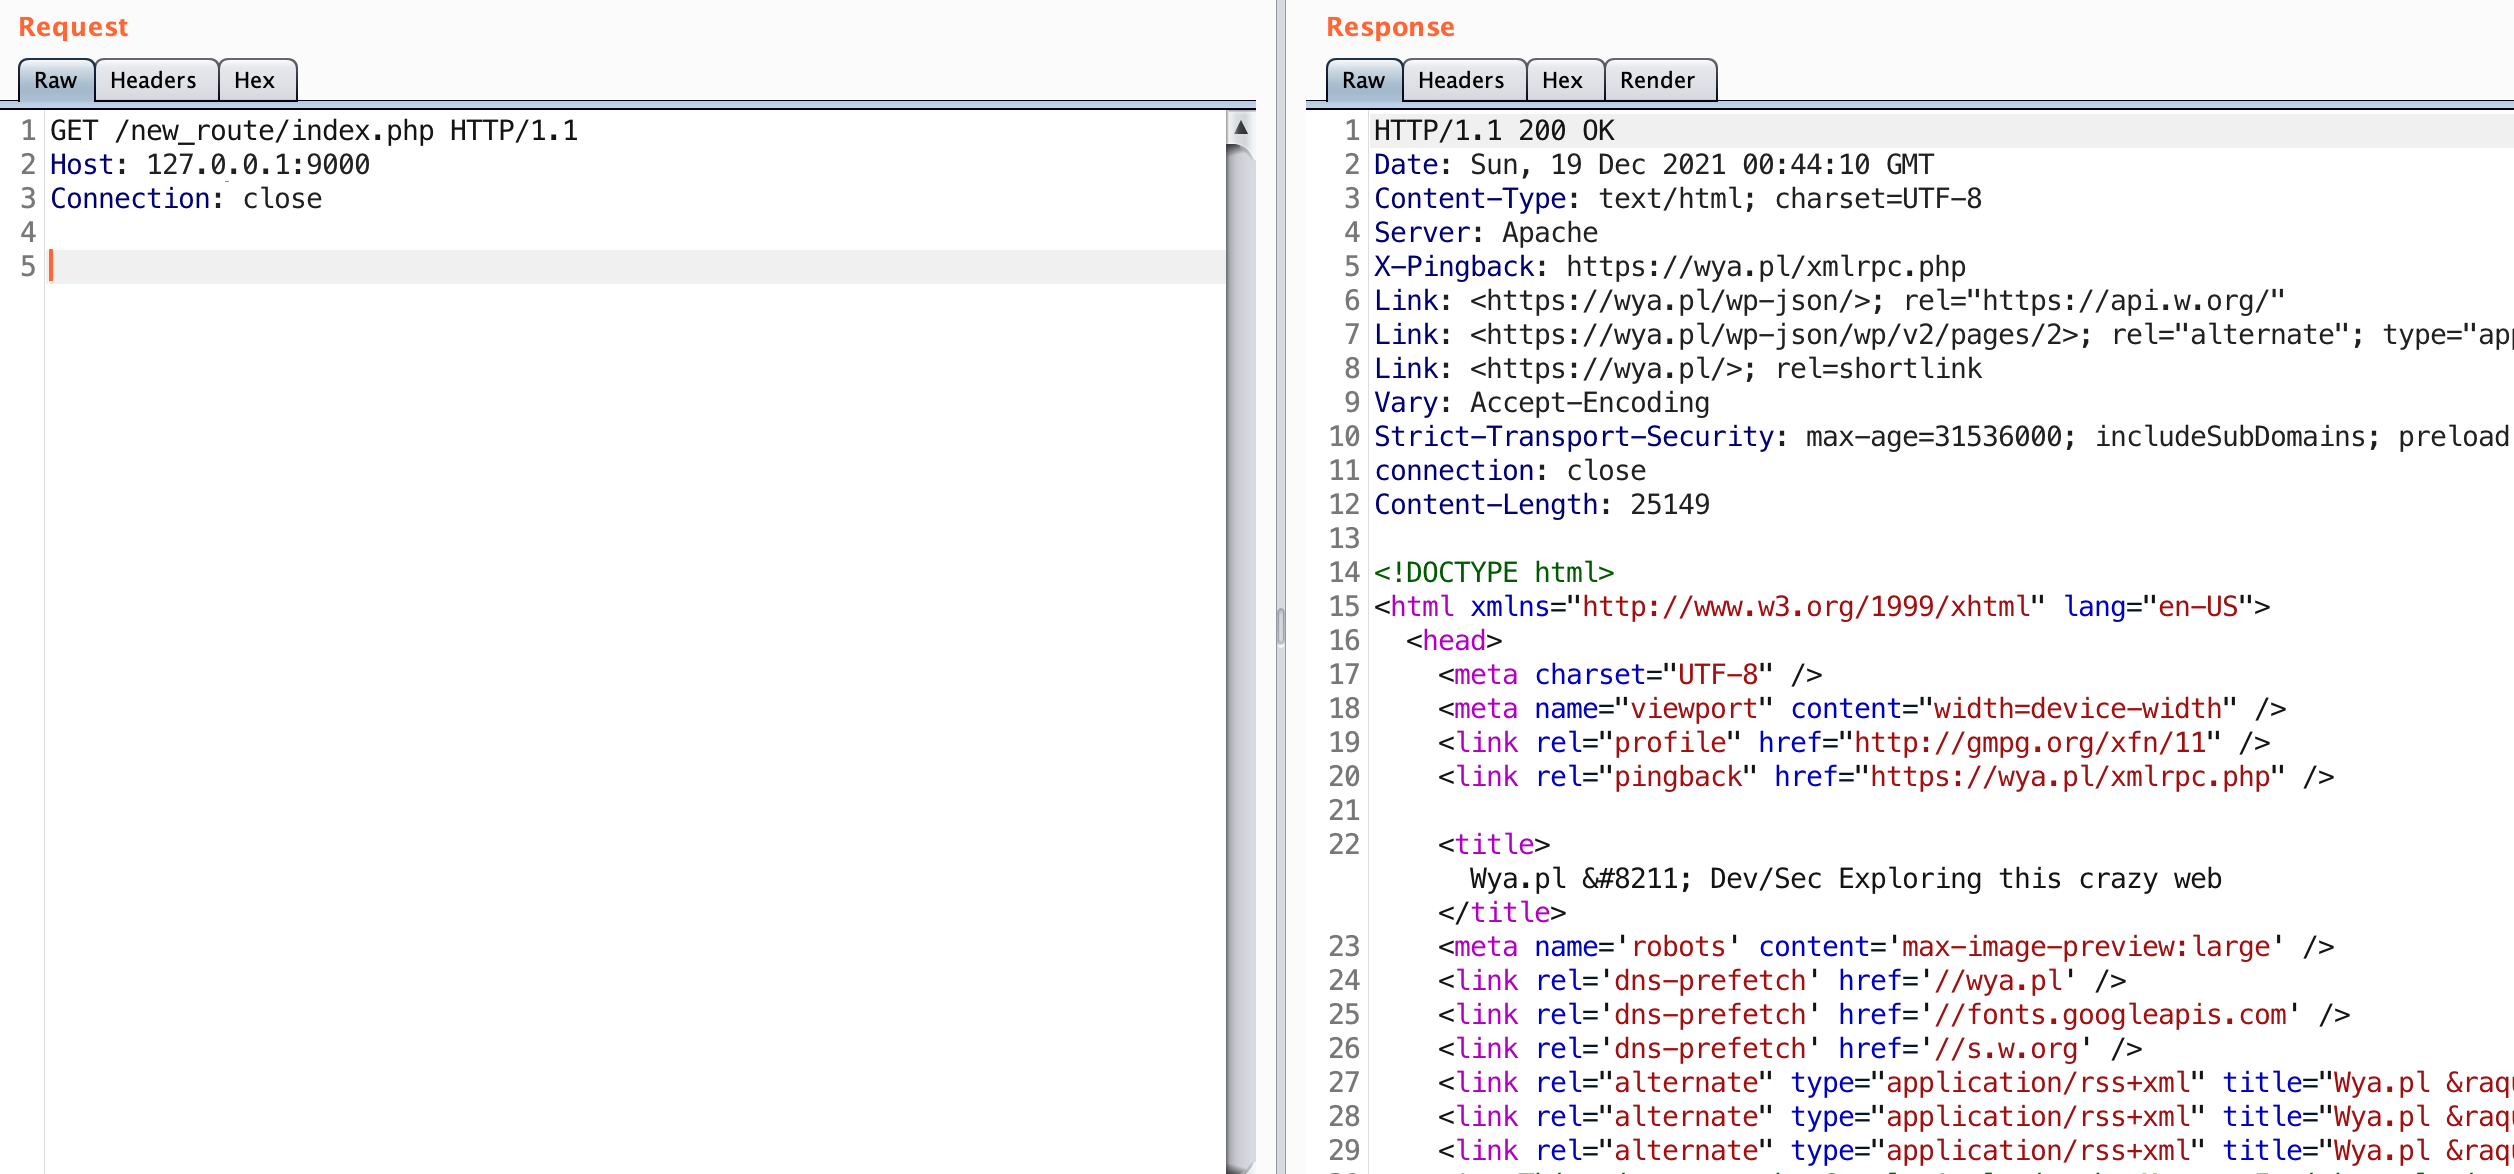 Request
Raw Headers Hex
1 GET /new_route/index.php HTTP/1.1
2 Host: 127.0.0.1:9000
3 Connection: close
4
5
Response
Raw Headers Hex Render
1 HTTP/1.1 200 OK
2 Date: Sun, 19 Dec 2021 00:44:10 GMT
3 Content-Type: text/html; charset=UTF-8
4 Server: Apache
5 X-Pingback: https://wya.pl/xmlrpc.php
6 Link: <https://wya.pl/wp-json/>; rel="https://api.w.org/"
7 Link: <https://wya.pl/wp-json/wp/v2/pages/2>; rel="alternate"; type="app
8 Link: <https://wya.pl/>; rel=shortlink
9 Vary: Accept-Encoding
10 Strict-Transport-Security: max-age=31536000; includeSubDomains; preload
11 connection: close
12 Content-Length: 25149
13
14 <!DOCTYPE html>
15 <html xmlns="http://www.w3.org/1999/xhtml" lang="en-US">
16 <head>
17 <meta charset="UTF-8" />
18 <meta name="viewport" content="width=device-width" />
19 <link rel="profile" href="http://gmpg.org/xfn/11" />
20 <link rel="pingback" href="https://wya.pl/xmlrpc.php" />
21
22 <title>
Wya.pl &#8211; Dev/Sec Exploring this crazy web
</title>
23 <meta name='robots' content='max-image-preview:large' />
24 <link rel='dns-prefetch' href='//wya.pl' />
25 <link rel='dns-prefetch' href='//fonts.googleapis.com' />
26 <link rel='dns-prefetch' href='//s.w.org' />
27 <link rel="alternate" type="application/rss+xml" title="Wya.pl &raqu
28 <link rel="alternate" type="application/rss+xml" title="Wya.pl &raqu
29 <link rel="alternate" type="application/rss+xml" title="Wya.pl &raqu